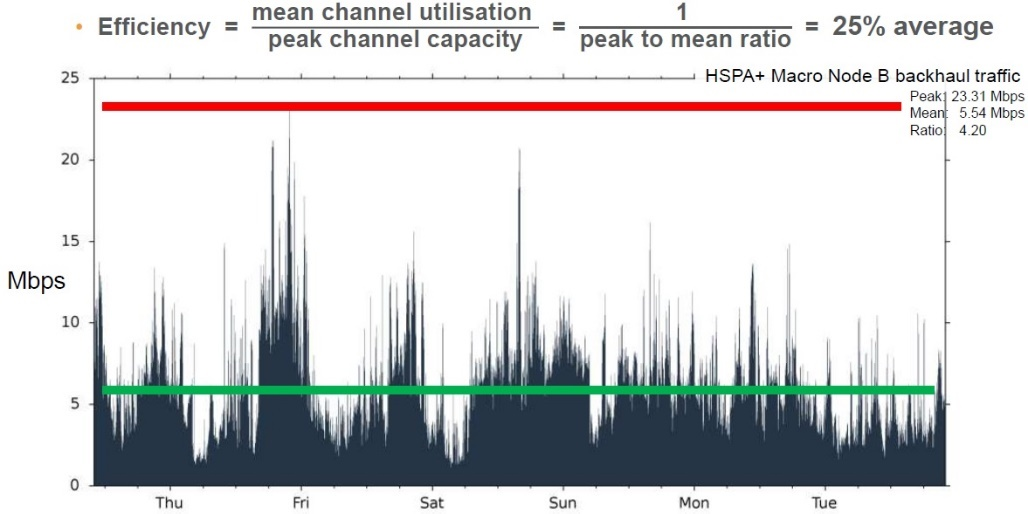 • Efficiency = mean channel utilisation / peak channel capacity = 1 / peak to mean ratio = 25% average
HSPA+ Macro Node B backhaul traffic
Peak: 23.31 Mbps
Mean: 5.54 Mbps
Ratio: 4.20
25
20
15
Mbps
10
5
0
Thu Fri Sat Sun Mon Tue